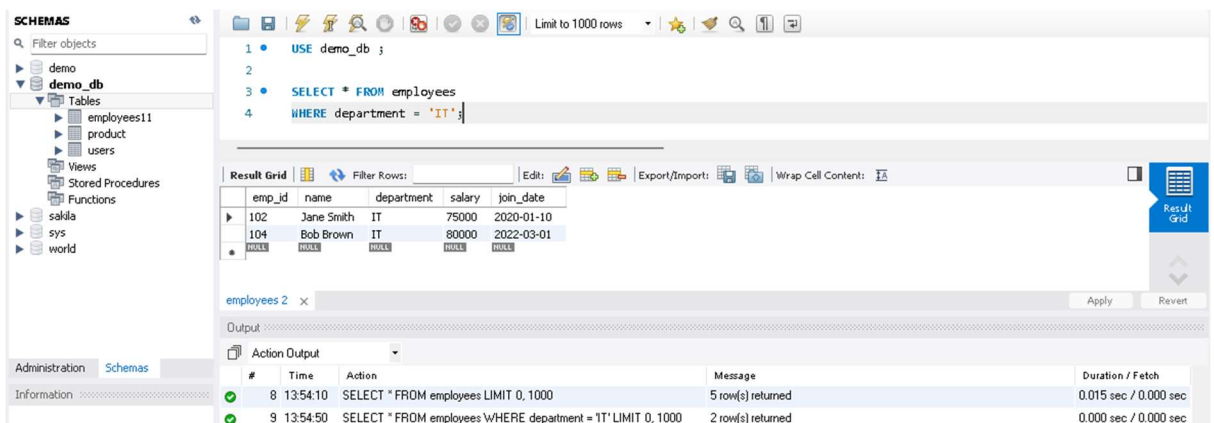 SCHEMAS
Filter objects
demo
demo_db
Tables
employees11
product
users
Views
Stored Procedures
Functions
sakila
sys
world
Administration Schemas
Information
Limit to 1000 rows
1 USE demo_db ;
2
3 SELECT * FROM employees
4 WHERE department = 'IT';
Result Grid Filter Rows: Edit: Export/Import: Wrap Cell Content: IA
emp_id name department salary join_date
102 Jane Smith IT 75000 2020-01-10
104 Bob Brown IT 80000 2022-03-01
NULL NULL NULL NULL NULL
Result
Grid
employees 2 Apply Revert
Output
Action Output
# Time Action Message Duration / Fetch
8 13:54:10 SELECT * FROM employees LIMIT 0, 1000 5 row(s) returned 0.015 sec / 0.000 sec
9 13:54:50 SELECT * FROM employees WHERE department = 'IT' LIMIT 0, 1000 2 row(s) returned 0.000 sec / 0.000 sec